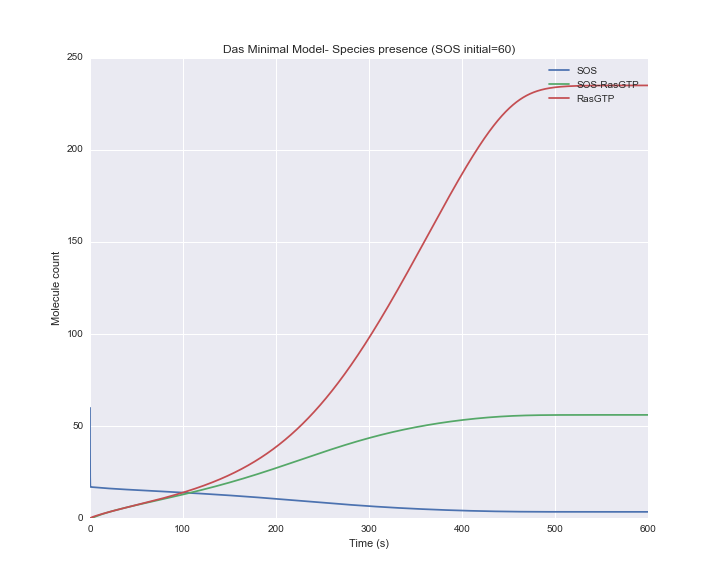 Das Minimal Model- Species presence (SOS initial=60)
250
200
150
100
50
0
Molecule count
SOS
SOS-RasGTP
RasGTP
0 100 200 300 400 500 600
Time (s)